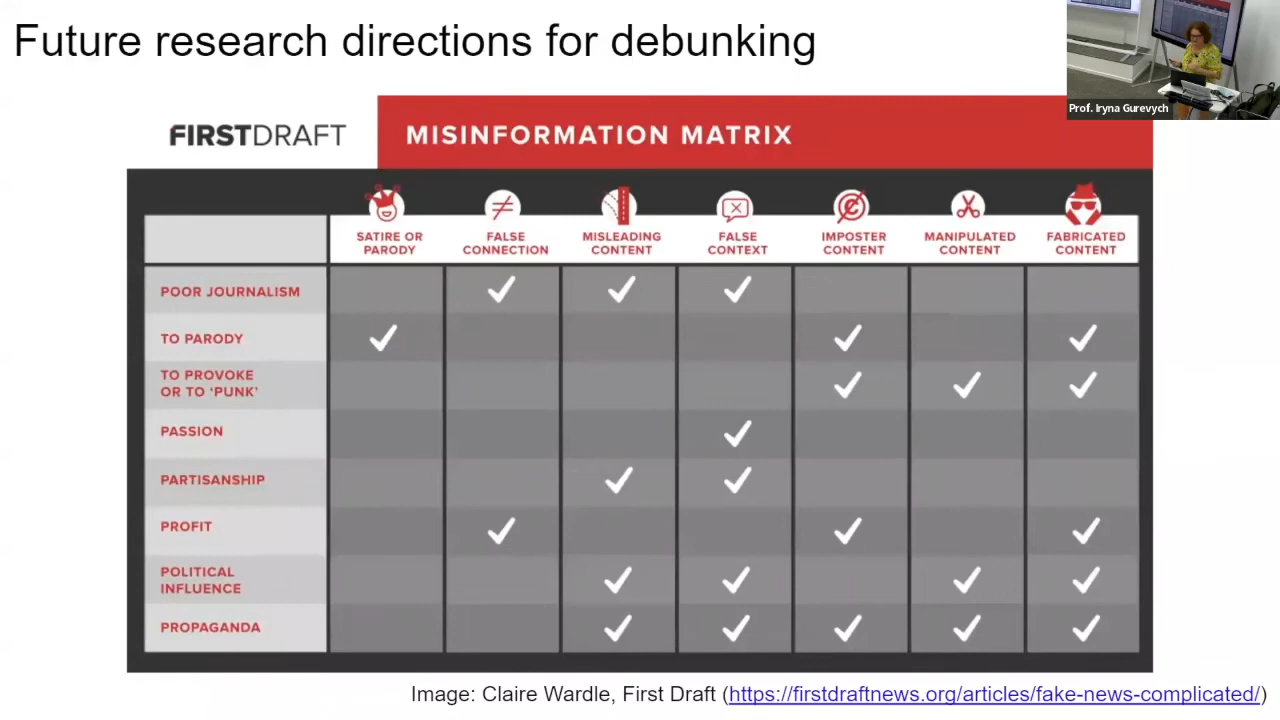 Future research directions for debunking
Prof. Iryna Gurevych
FIRSTDRAFT
MISINFORMATION MATRIX
SATIRE OR
PARODY
FALSE
CONNECTION
MISLEADING
CONTENT
FALSE
CONTEXT
IMPOSTER
CONTENT
MANIPULATED
CONTENT
FABRICATED
CONTENT
POOR JOURNALISM
TO PARODY
TO PROVOKE
OR TO ‘PUNK’
PASSION
PARTISANSHIP
PROFIT
POLITICAL
INFLUENCE
PROPAGANDA
Image: Claire Wardle, First Draft (https://firstdraftnews.org/articles/fake-news-complicated/)